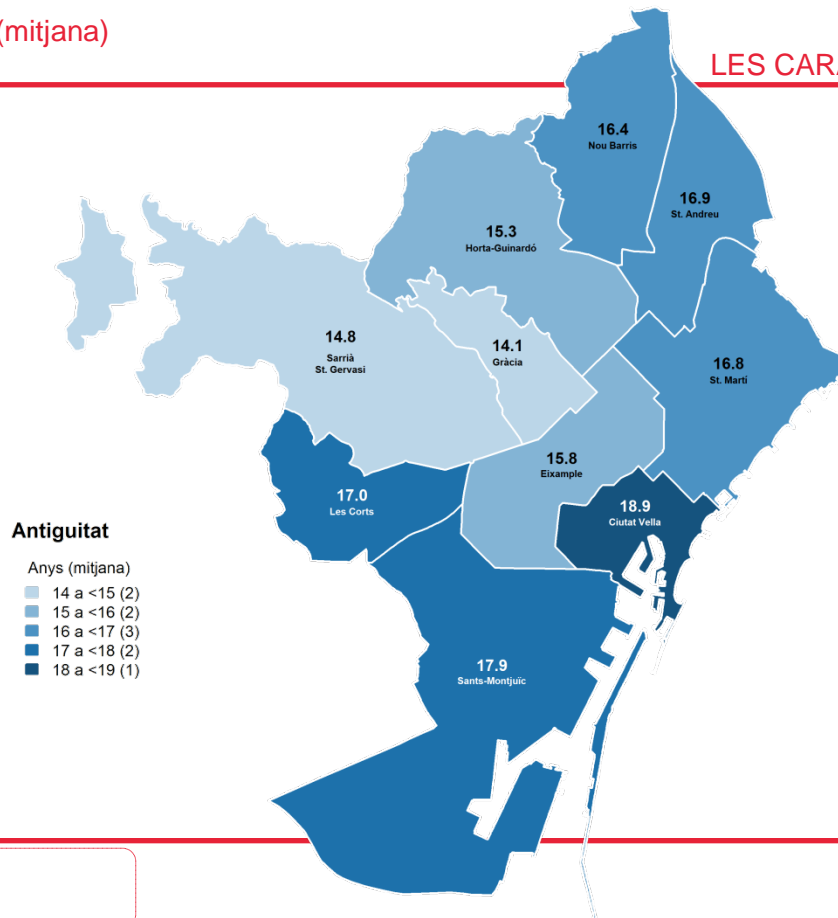 (mitjana)
LES CARA
16.4
Nou Barris
16.9
St. Andreu
15.3
Horta-Guinardó
14.8
Sarrià
St. Gervasi
14.1
Gràcia
16.8
St. Martí
15.8
Eixample
17.0
Les Corts
18.9
Ciutat Vella
Antiguitat
Anys (mitjana)
14 a <15 (2)
15 a <16 (2)
16 a <17 (3)
17 a <18 (2)
18 a <19 (1)
17.9
Sants-Montjuïc